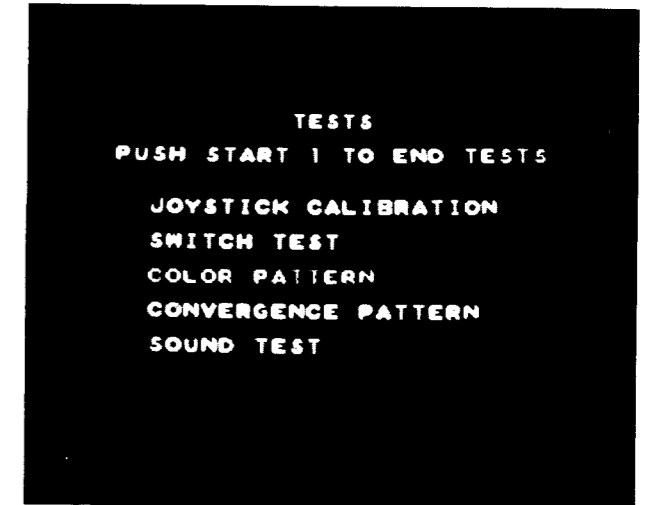 TESTS
PUSH START 1 TO END TESTS
JOYSTICK CALIBRATION
SWITCH TEST
COLOR PATTERN
CONVERGENCE PATTERN
SOUND TEST